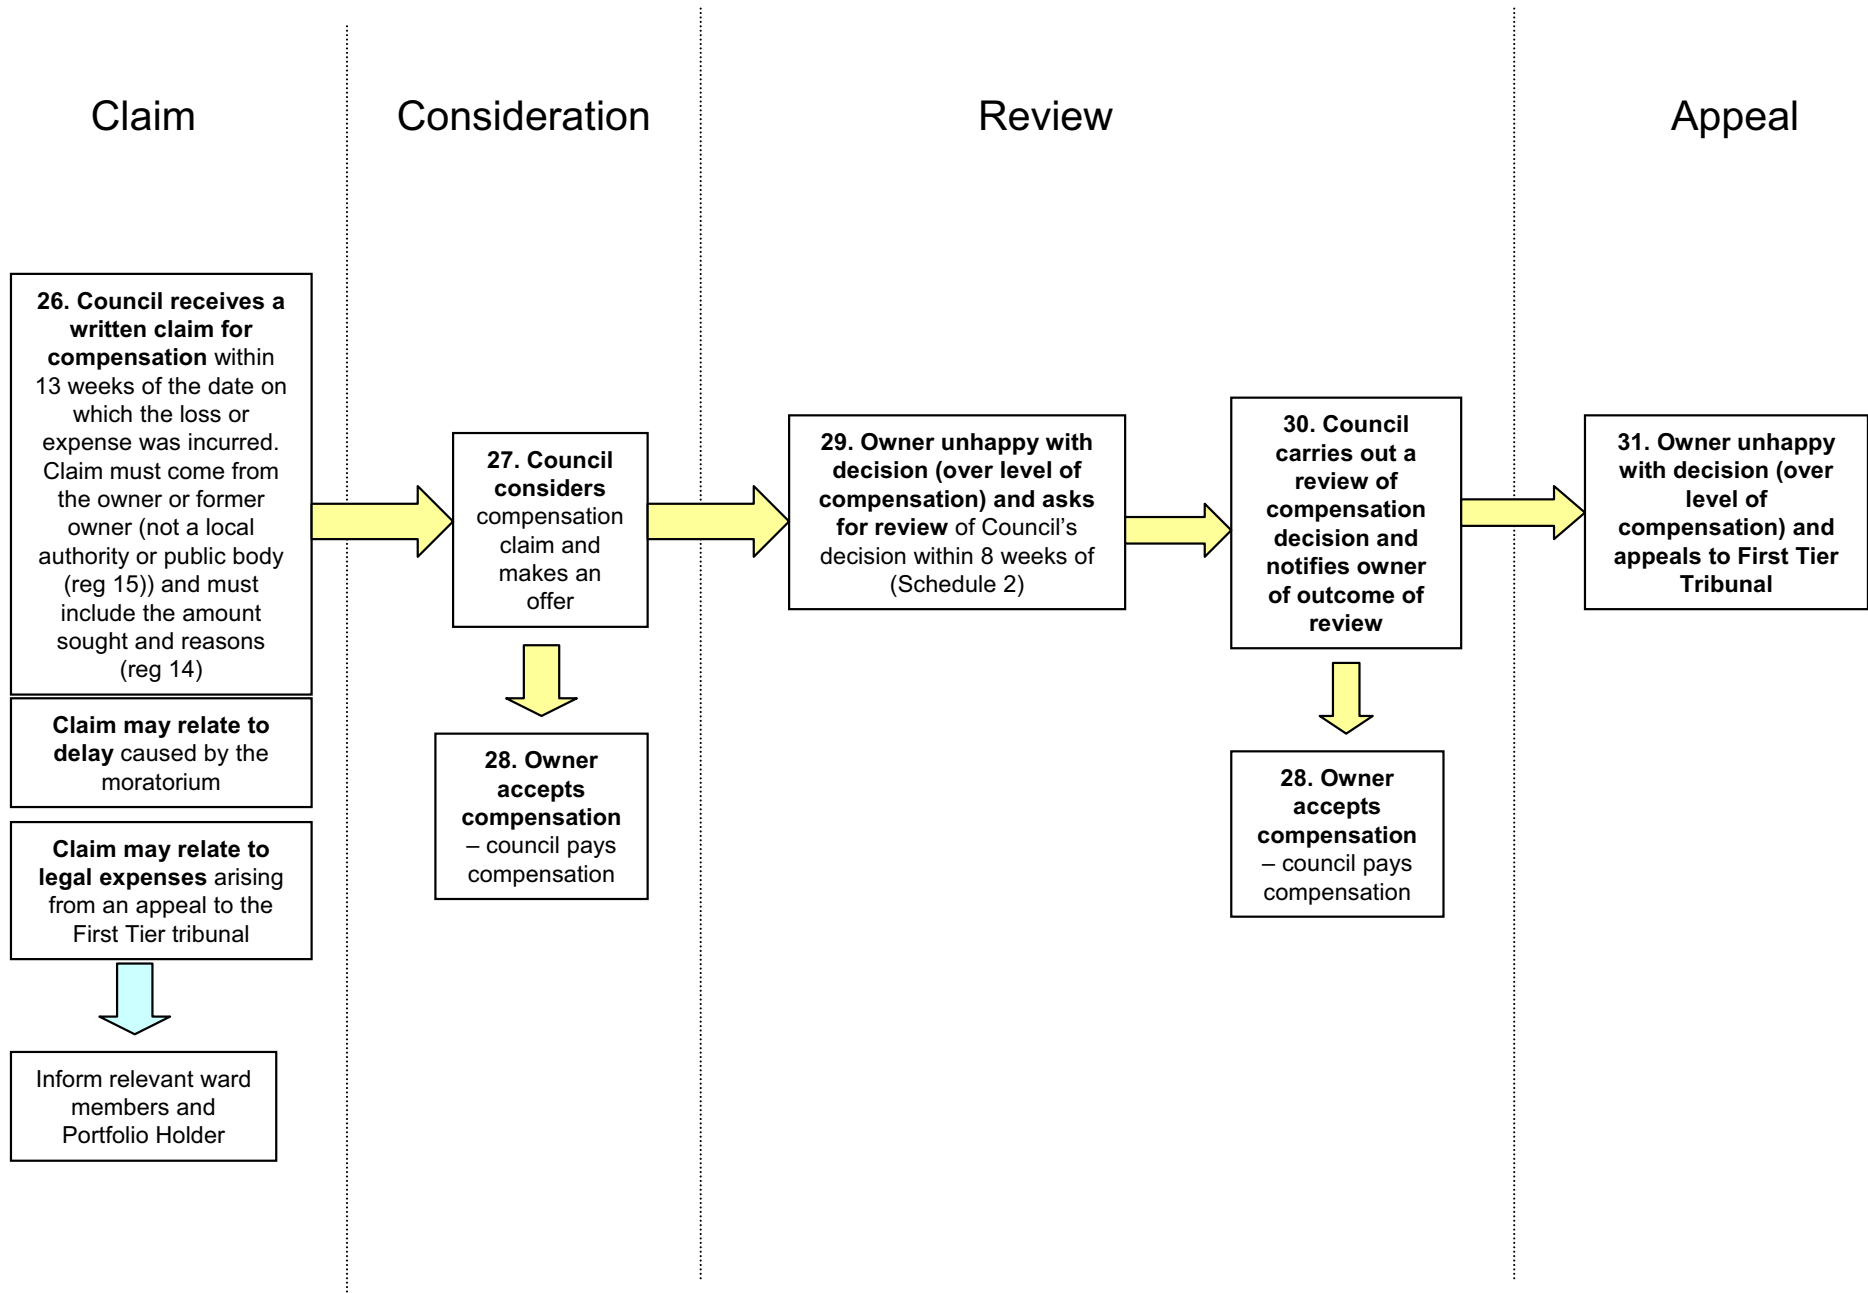 Claim
Consideration
Review
Appeal
26. Council receives a
written claim for
compensation within
13 weeks of the date on
which the loss or
expense was incurred.
Claim must come from
the owner or former
owner (not a local
authority or public body
(reg 15)) and must
include the amount
sought and reasons
(reg 14)
Claim may relate to
delay caused by the
moratorium
Claim may relate to
legal expenses arising
from an appeal to the
First Tier tribunal
Inform relevant ward
members and
Portfolio Holder
27. Council
considers
compensation
claim and
makes an
offer
28. Owner
accepts
compensation
– council pays
compensation
29. Owner unhappy with
decision (over level of
compensation) and asks
for review of Council's
decision within 8 weeks of
(Schedule 2)
30. Council
carries out a
review of
compensation
decision and
notifies owner
of outcome of
review
28. Owner
accepts
compensation
– council pays
compensation
31. Owner unhappy
with decision (over
level of
compensation) and
appeals to First Tier
Tribunal